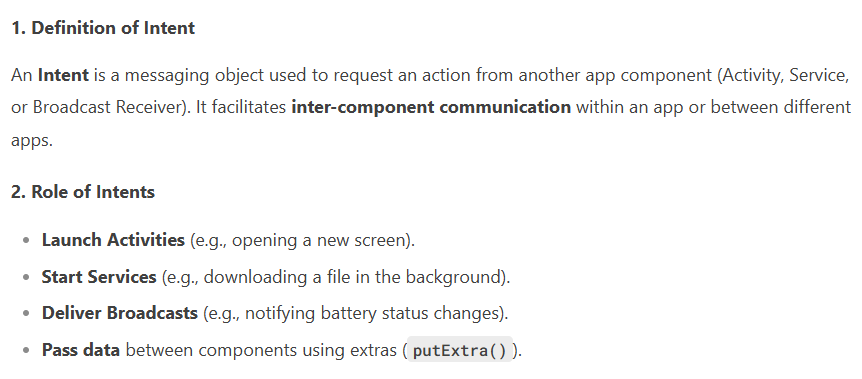 1. Definition of Intent
An Intent is a messaging object used to request an action from another app component (Activity, Service,
or Broadcast Receiver). It facilitates inter-component communication within an app or between different
apps.
2. Role of Intents
• Launch Activities (e.g., opening a new screen).
• Start Services (e.g., downloading a file in the background).
• Deliver Broadcasts (e.g., notifying battery status changes).
• Pass data between components using extras ( putExtra() ).